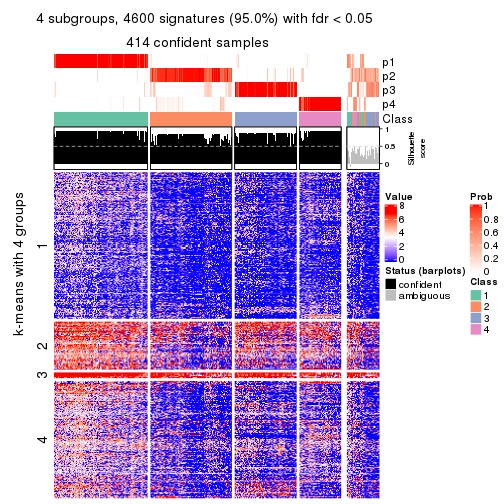 4 subgroups, 4600 signatures (95.0%) with fdr < 0.05
414 confident samples
p1
p2
p3
p4
Class
1
0.5
0
Silhouette
score
k-means with 4 groups
1
2
3
4
Value
8
6
4
2
0
Status (barplots)
confident
ambiguous
Prob
1
0.8
0.6
0.4
0.2
0
Class
1
2
3
4